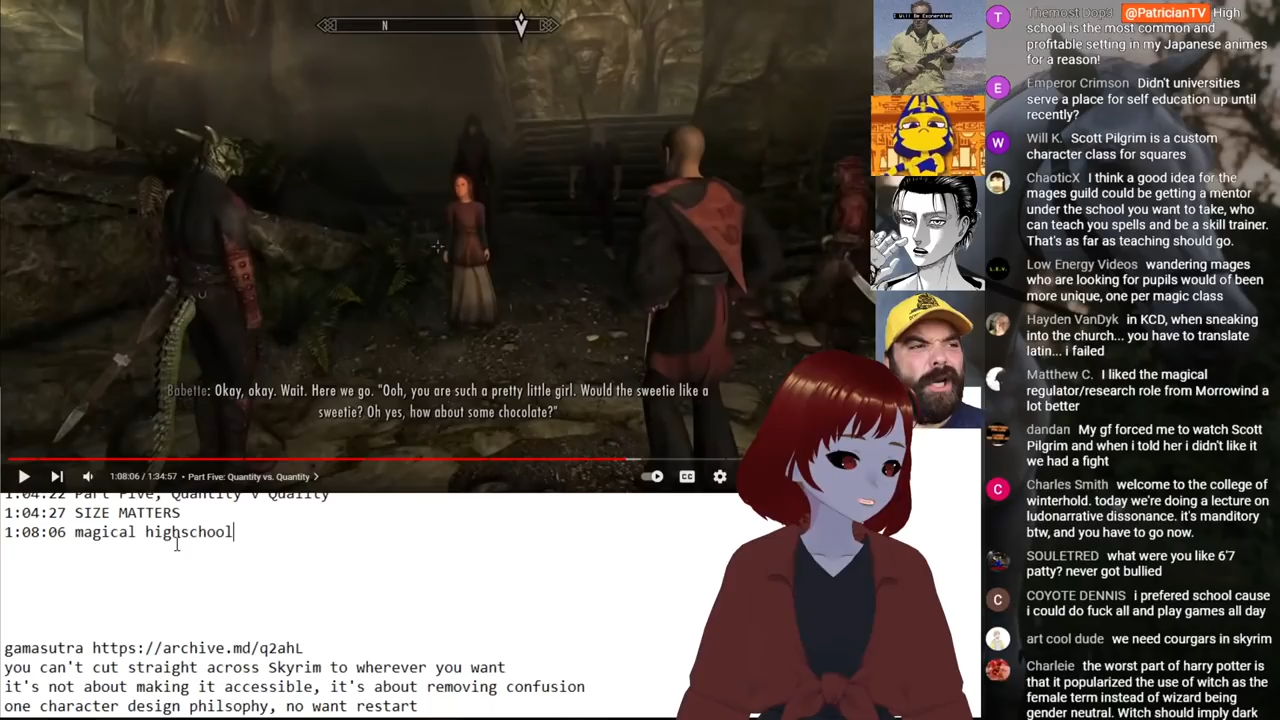 N
Babette: Okay, okay. Wait. Here we go. "Ooh, you are such a pretty little girl. Would the sweetie like a
sweetie? Oh yes, how about some chocolate?"
1:08:06 / 1:34:57 • Part Five: Quantity vs. Quantity
CC
1:04:22 Part Five, Quantity v Quality
1:04:27 SIZE MATTERS
1:08:06 magical highschool
gamasutra https://archive.md/q2ahL
you can't cut straight across Skyrim to wherever you want
it's not about making it accessible, it's about removing confusion
one character design philsophy, no want restart
I Will Be Exonerated
T
Themost Dop3 @PatricianTV High
school is the most common and
profitable setting in my Japanese animes
for a reason!
E
Emperor Crimson Didn't universities
serve a place for self education up until
recently?
W
Will K. Scott Pilgrim is a custom
character class for squares
ChaoticX I think a good idea for the
mages guild could be getting a mentor
under the school you want to take, who
can teach you spells and be a skill trainer.
That's as far as teaching should go.
L.E.V.
Low Energy Videos wandering mages
who are looking for pupils would of been
more unique, one per magic class
Hayden VanDyk in KCD, when sneaking
into the church... you have to translate
latin... i failed
Matthew C. I liked the magical
regulator/research role from Morrowind a
lot better
dandan My gf forced me to watch Scott
Pilgrim and when i told her i didn't like it
we had a fight
C
Charles Smith welcome to the college of
winterhold. today we're doing a lecture on
ludonarrative dissonance. it's manditory
btw, and you have to go now.
SOULETRED what were you like 6'7
patty? never got bullied
C
COYOTE DENNIS i prefered school cause
i could do fuck all and play games all day
art cool dude we need courgars in skyrim
Charleie the worst part of harry potter is
that it popularized the use of witch as the
female term instead of wizard being
gender neutral. Witch should imply dark